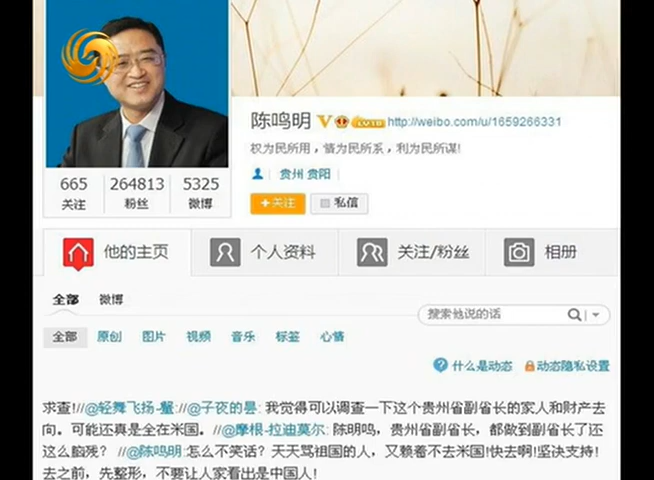 陈鸣明 V LV18 http://weibo.com/u/1659266331
权为民所用，情为民所系，利为民所谋!
贵州 贵阳
665 264813 5325
关注 粉丝 微博
+关注 私信
他的主页 个人资料 关注/粉丝 相册
全部 微博
搜索他说的话
全部 原创 图片 视频 音乐 标签 心情
什么是动态 动态隐私设置
求查!//@轻舞飞扬-蟹://@子夜的昙: 我觉得可以调查一下这个贵州省副省长的家人和财产去
向。可能还真是全在米国。//@摩根-拉迪莫尔: 陈明鸣，贵州省副省长，都做到副省长了还
这么脑残？ //@陈鸣明:怎么不笑话？天天骂祖国的人，又赖着不去米国!快去啊!坚决支持!
去之前，先整形，不要让人家看出是中国人!